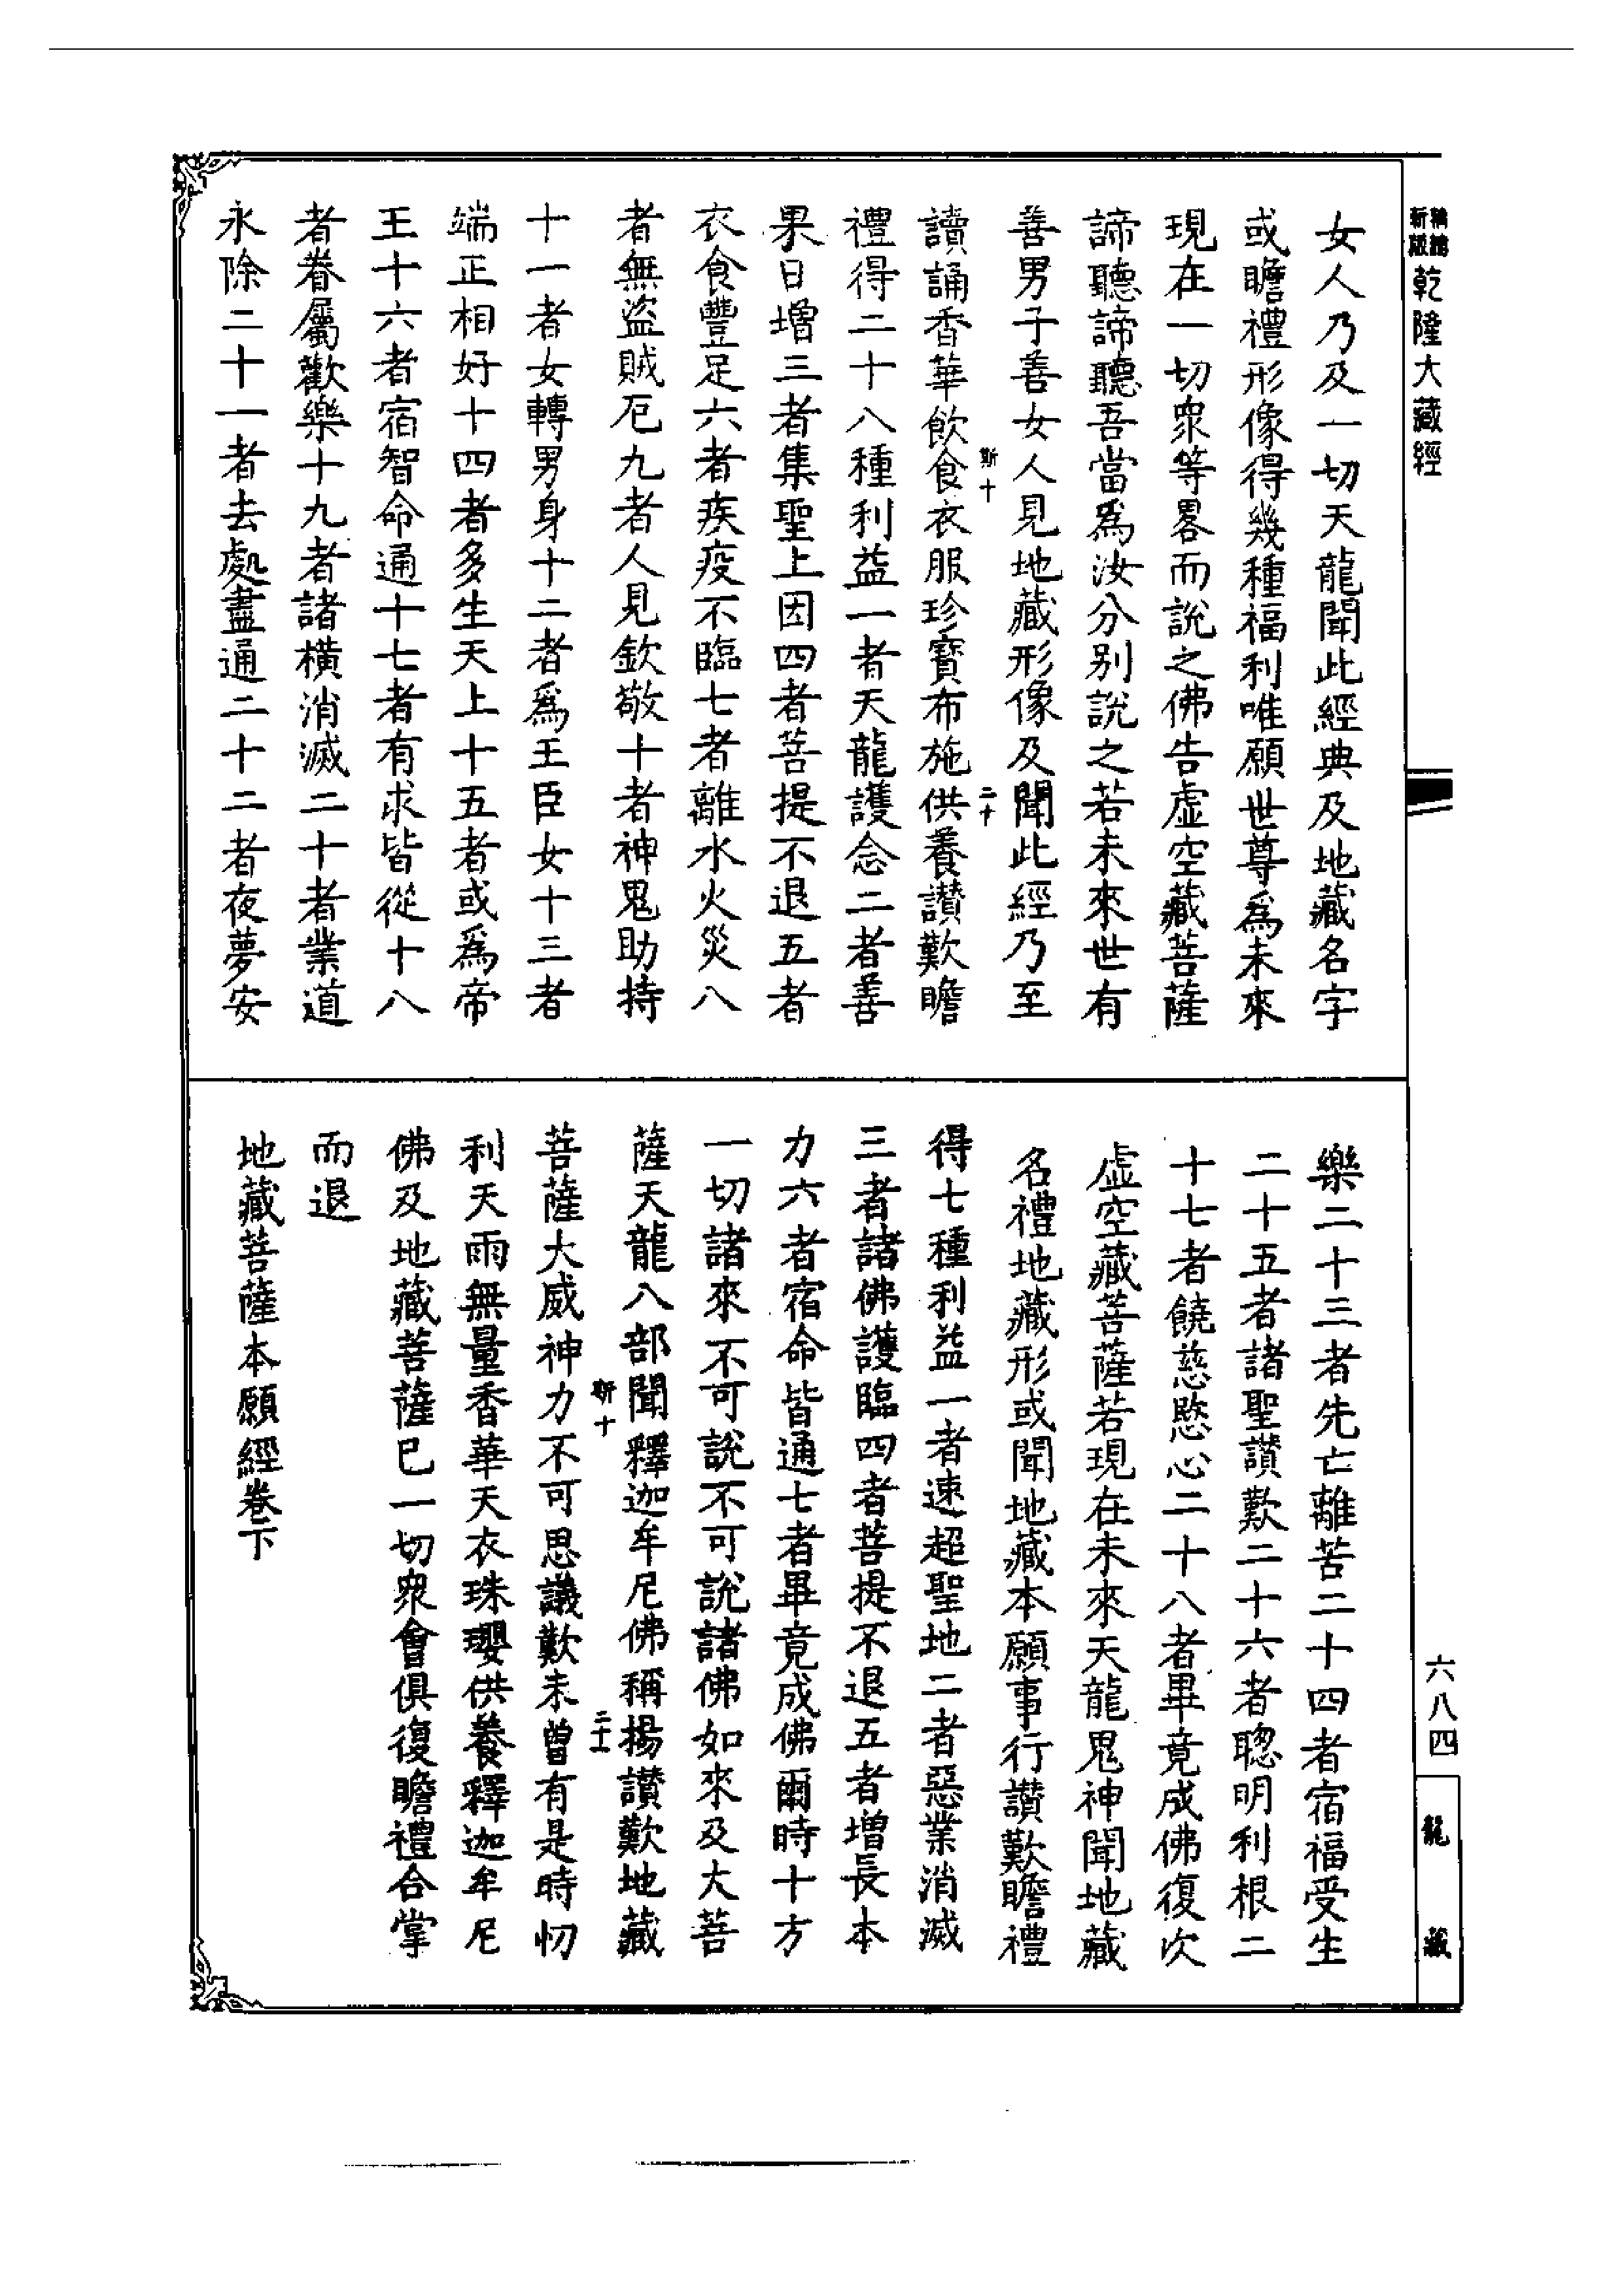 新版
精縮
乾隆大藏經
女人乃及一切天龍聞此經典及地藏名字
或瞻禮形像得幾種福利唯願世尊為未來
現在一切眾等畧而說之佛告虛空藏菩薩
諦聽諦聽吾當為汝分別說之若未來世有
善男子善女人見地藏形像及聞此經乃至
斯十
二十
讀誦香華飲食衣服珍寶布施供養讚歎瞻
禮得二十八種利益一者天龍護念二者善
果日增三者集聖上因四者菩提不退五者
衣食豐足六者疾疫不臨七者離水火災八
者無盜賊厄九者人見欽敬十者神鬼助持
十一者女轉男身十二者為王臣女十三者
端正相好十四者多生天上十五者或為帝
王十六者宿智命通十七者有求皆從十八
者眷屬歡樂十九者諸橫消滅二十者業道
永除二十一者去處盡通二十二者夜夢安
樂二十三者先亡離苦二十四者宿福受生
二十五者諸聖讚歎二十六者聰明利根二
十七者饒慈愍心二十八者畢竟成佛復次
虛空藏菩薩若現在未來天龍鬼神聞地藏
名禮地藏形或聞地藏本願事行讚歎瞻禮
得七種利益一者速超聖地二者惡業消滅
三者諸佛護臨四者菩提不退五者增長本
力六者宿命皆通七者畢竟成佛爾時十方
一切諸來不可說不可說諸佛如來及大菩
薩天龍八部聞釋迦牟尼佛稱揚讚歎地藏
斯十
二十一
菩薩大威神力不可思議歎未曾有是時忉
利天雨無量香華天衣珠瓔供養釋迦牟尼
佛及地藏菩薩已一切眾會俱復瞻禮合掌
而退
地藏菩薩本願經卷下
六八四
龍藏